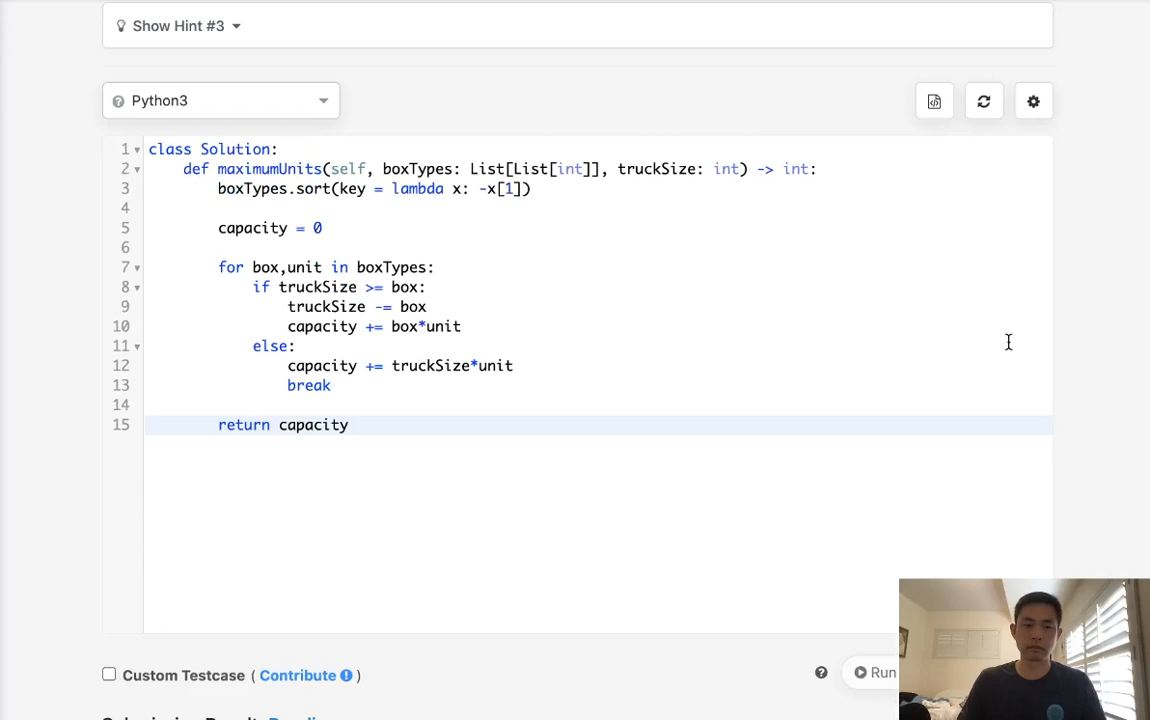 Show Hint #3
Python3
1 class Solution:
2 def maximumUnits(self, boxTypes: List[List[int]], truckSize: int) -> int:
3 boxTypes.sort(key = lambda x: -x[1])
4
5 capacity = 0
6
7 for box,unit in boxTypes:
8 if truckSize >= box:
9 truckSize -= box
10 capacity += box*unit
11 else:
12 capacity += truckSize*unit
13 break
14
15 return capacity
Custom Testcase ( Contribute )
Run